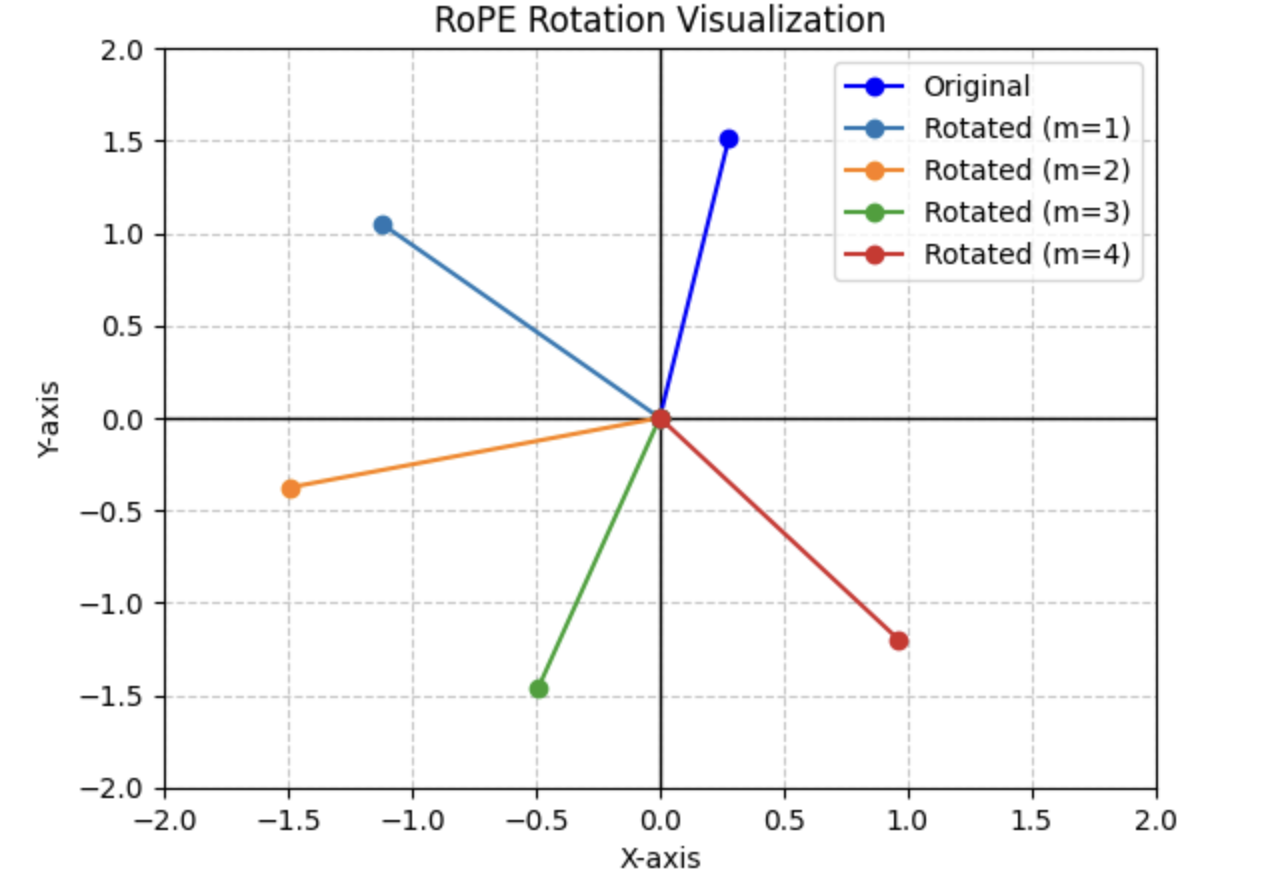 RoPE Rotation Visualization
Original
Rotated (m=1)
Rotated (m=2)
Rotated (m=3)
Rotated (m=4)
2.0
1.5
1.0
0.5
0.0
−0.5
−1.0
−1.5
−2.0
Y-axis
−2.0 −1.5 −1.0 −0.5 0.0 0.5 1.0 1.5 2.0
X-axis